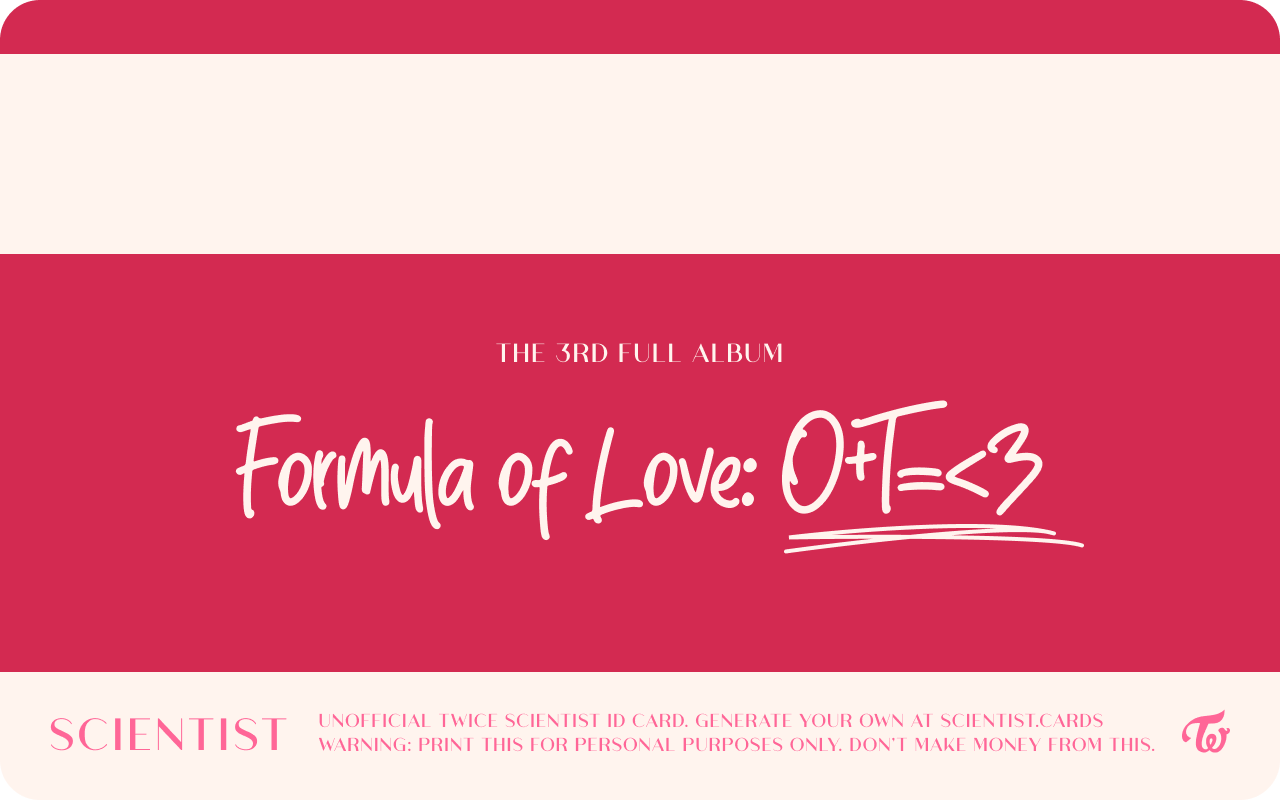 THE 3RD FULL ALBUM
Formula of Love: O+T=<3
SCIENTIST
UNOFFICIAL TWICE SCIENTIST ID CARD. GENERATE YOUR OWN AT SCIENTIST.CARDS
WARNING: PRINT THIS FOR PERSONAL PURPOSES ONLY. DON'T MAKE MONEY FROM THIS.
TW